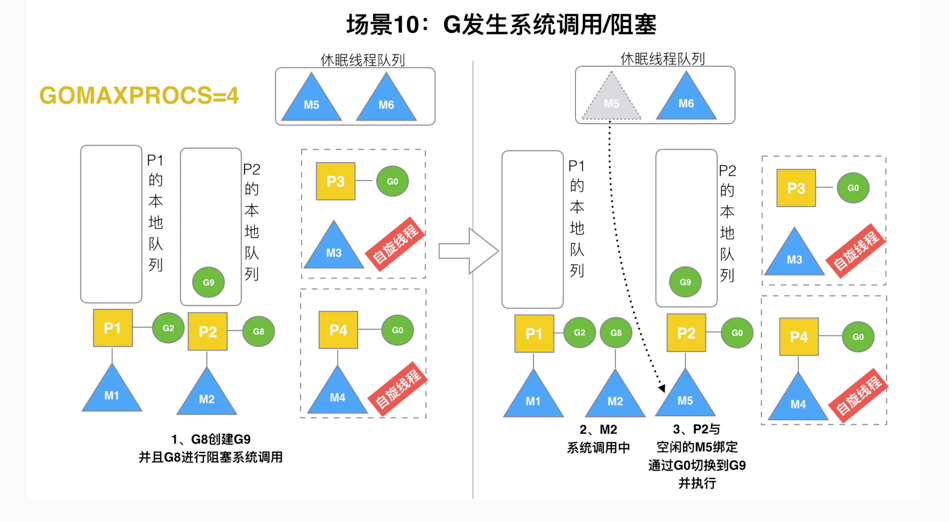 场景10：G发生系统调用/阻塞
GOMAXPROCS=4
休眠线程队列
M5
M6
P1的本地队列
P2的本地队列
G9
P3
G0
M3
自旋线程
P1
G2
P2
G8
P4
G0
M1
M2
M4
自旋线程
1、G8创建G9
并且G8进行阻塞系统调用
休眠线程队列
M5
M6
P1的本地队列
P2的本地队列
G9
P3
G0
M3
自旋线程
P1
G2
G8
P2
G0
P4
G0
M1
M2
M5
M4
自旋线程
2、M2
系统调用中
3、P2与
空闲的M5绑定
通过G0切换到G9
并执行